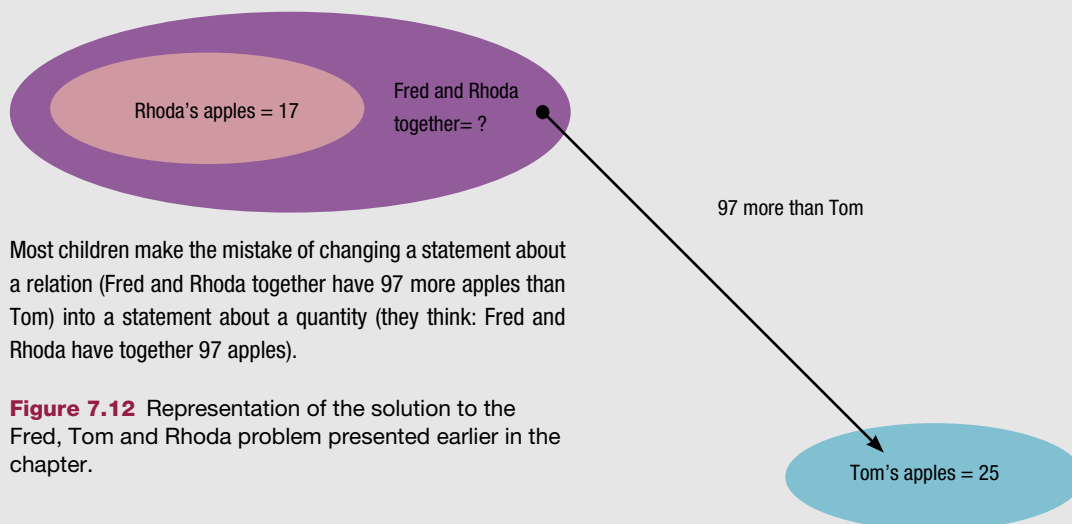 Rhoda's apples = 17
Fred and Rhoda
together= ?
97 more than Tom
Most children make the mistake of changing a statement about
a relation (Fred and Rhoda together have 97 more apples than
Tom) into a statement about a quantity (they think: Fred and
Rhoda have together 97 apples).
Figure 7.12 Representation of the solution to the
Fred, Tom and Rhoda problem presented earlier in the
chapter.
Tom's apples = 25